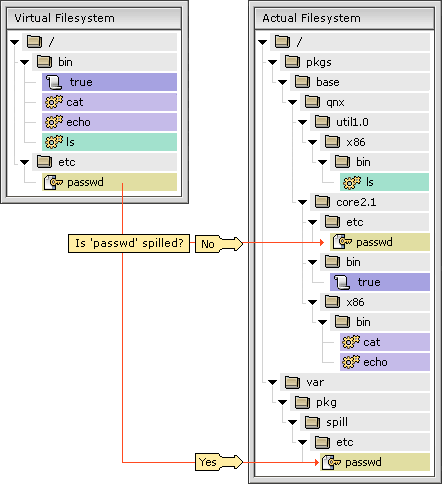 Virtual Filesystem
/
bin
true
cat
echo
ls
etc
passwd
Is 'passwd' spilled?
No
Yes
Actual Filesystem
/
pkgs
base
qnx
util1.0
x86
bin
ls
core2.1
etc
passwd
bin
true
x86
bin
cat
echo
var
pkg
spill
etc
passwd